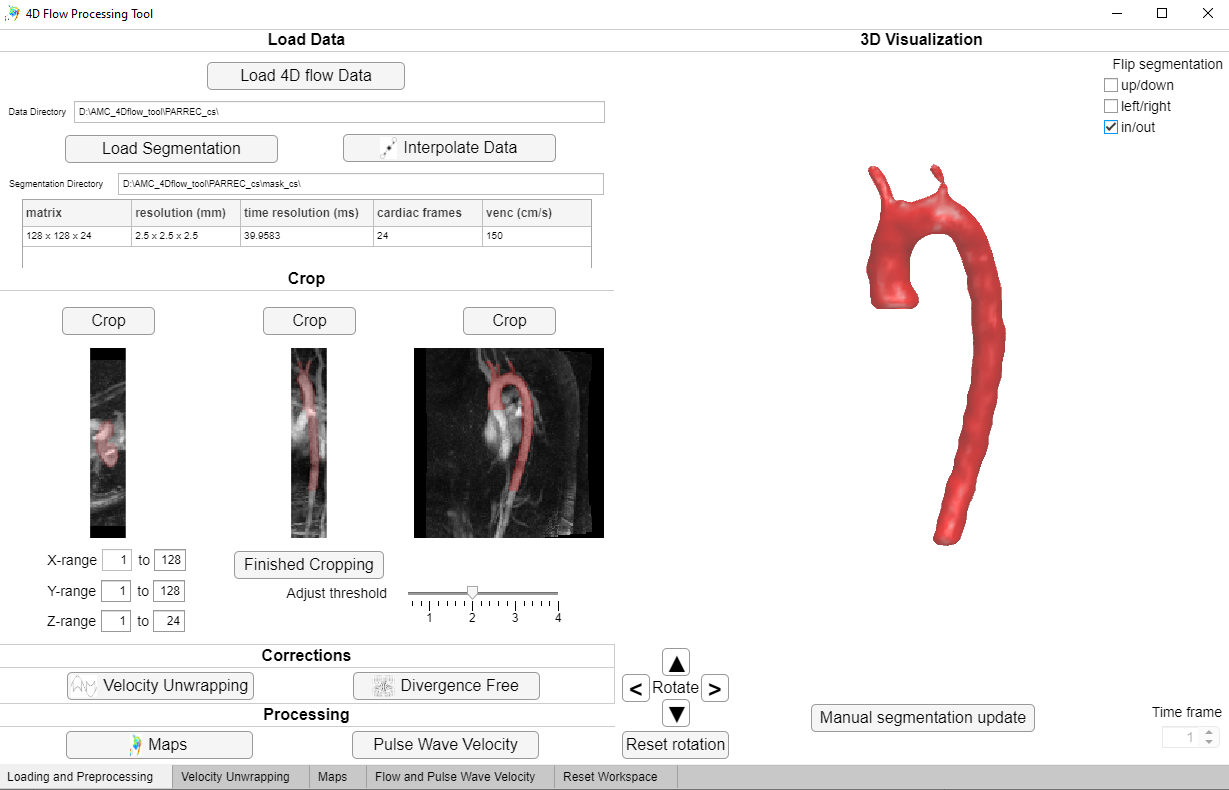 4D Flow Processing Tool
Load Data
3D Visualization
Load 4D flow Data
Flip segmentation
up/down
left/right
in/out
Data Directory D:\AMC_4Dflow_tool\PARREC_cs\
Load Segmentation Interpolate Data
Segmentation Directory D:\AMC_4Dflow_tool\PARREC_cs\mask_cs\
matrix resolution (mm) time resolution (ms) cardiac frames venc (cm/s)
128 x 128 x 24 2.5 x 2.5 x 2.5 39.9583 24 150
Crop
Crop Crop Crop
X-range 1 to 128
Y-range 1 to 128
Z-range 1 to 24
Finished Cropping
Adjust threshold
1 2 3 4
Corrections
Velocity Unwrapping Divergence Free
Processing
Maps Pulse Wave Velocity
▲
< Rotate >
▼
Reset rotation
Manual segmentation update
Time frame
1
Loading and Preprocessing Velocity Unwrapping Maps Flow and Pulse Wave Velocity Reset Workspace